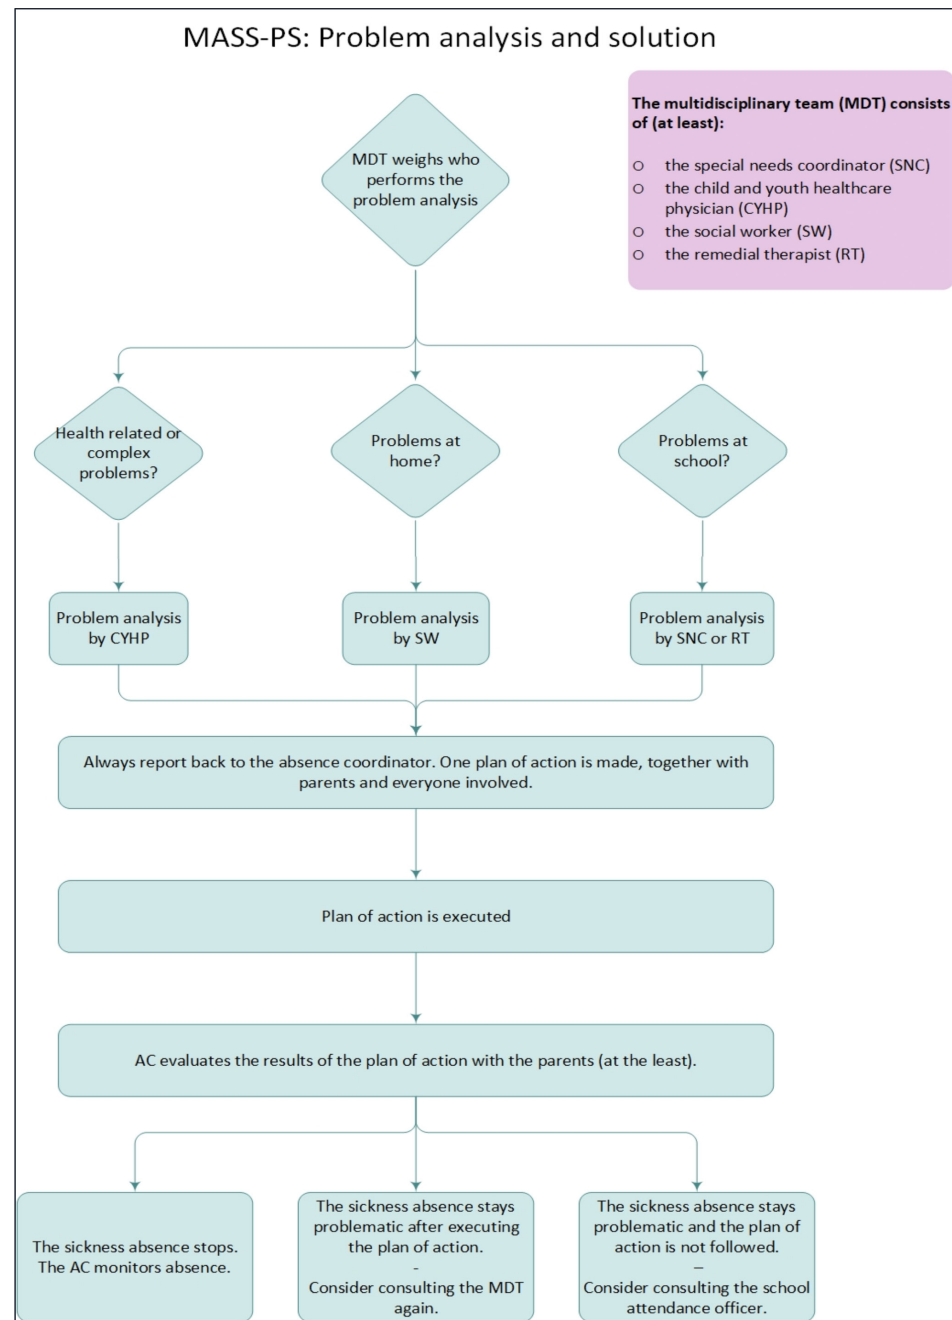 MASS-PS: Problem analysis and solution
The multidisciplinary team (MDT) consists
of (at least):
o the special needs coordinator (SNC)
o the child and youth healthcare
physician (CYHP)
o the social worker (SW)
o the remedial therapist (RT)
MDT weighs who
performs the
problem analysis
Health related or
complex
problems?
Problems at
home?
Problems at
school?
Problem analysis
by CYHP
Problem analysis
by SW
Problem analysis
by SNC or RT
Always report back to the absence coordinator. One plan of action is made, together with
parents and everyone involved.
Plan of action is executed
AC evaluates the results of the plan of action with the parents (at the least).
The sickness absence stops.
The AC monitors absence.
The sickness absence stays
problematic after executing
the plan of action.
-
Consider consulting the MDT
again.
The sickness absence stays
problematic and the plan of
action is not followed.
–
Consider consulting the school
attendance officer.